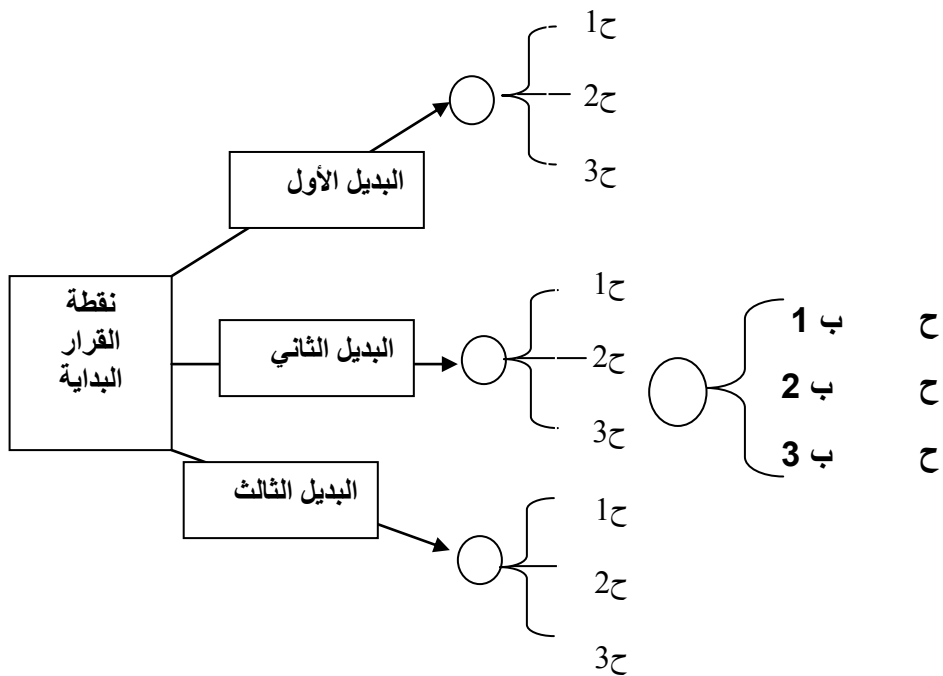 ح1
ح2
ح3
البديل الأول
نقطة
القرار
البداية
البديل الثاني
ح1
ح2
ح3
ح ب 1
ح ب 2
ح ب 3
البديل الثالث
ح1
ح2
ح3